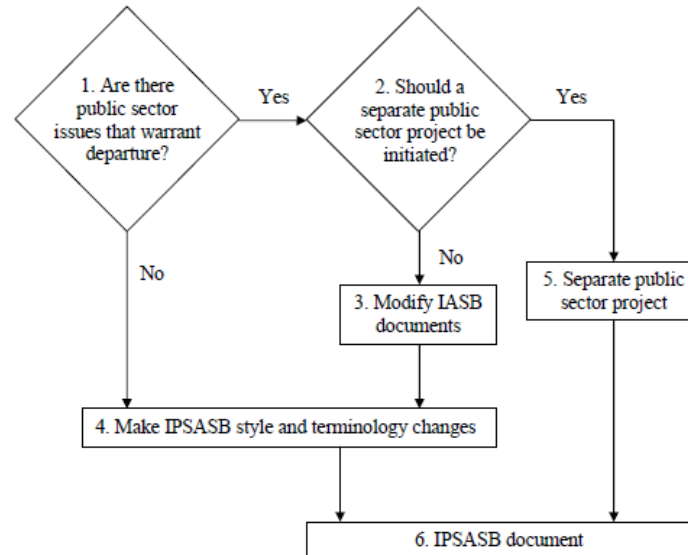 1. Are there
public sector
issues that warrant
departure?
Yes
2. Should a
separate public
sector project be
initiated?
Yes
No
No
5. Separate public
sector project
3. Modify IASB
documents
4. Make IPSASB style and terminology changes
6. IPSASB document